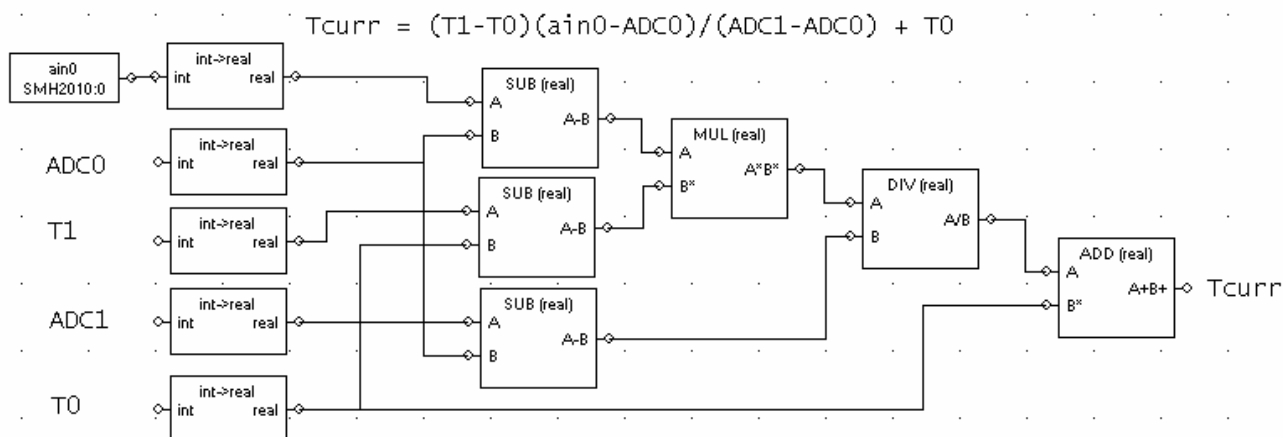 Tcurr = (T1-T0)(ain0-ADC0)/(ADC1-ADC0) + T0
ain0
SMH2010:0
int->real
int real
ADC0
int->real
int real
T1
int->real
int real
ADC1
int->real
int real
T0
int->real
int real
SUB (real)
A
A-B
B
SUB (real)
A
A-B
B
SUB (real)
A
A-B
B
MUL (real)
A
A*B*
B*
DIV (real)
A
A/B
B
ADD (real)
A
A+B+
B*
Tcurr